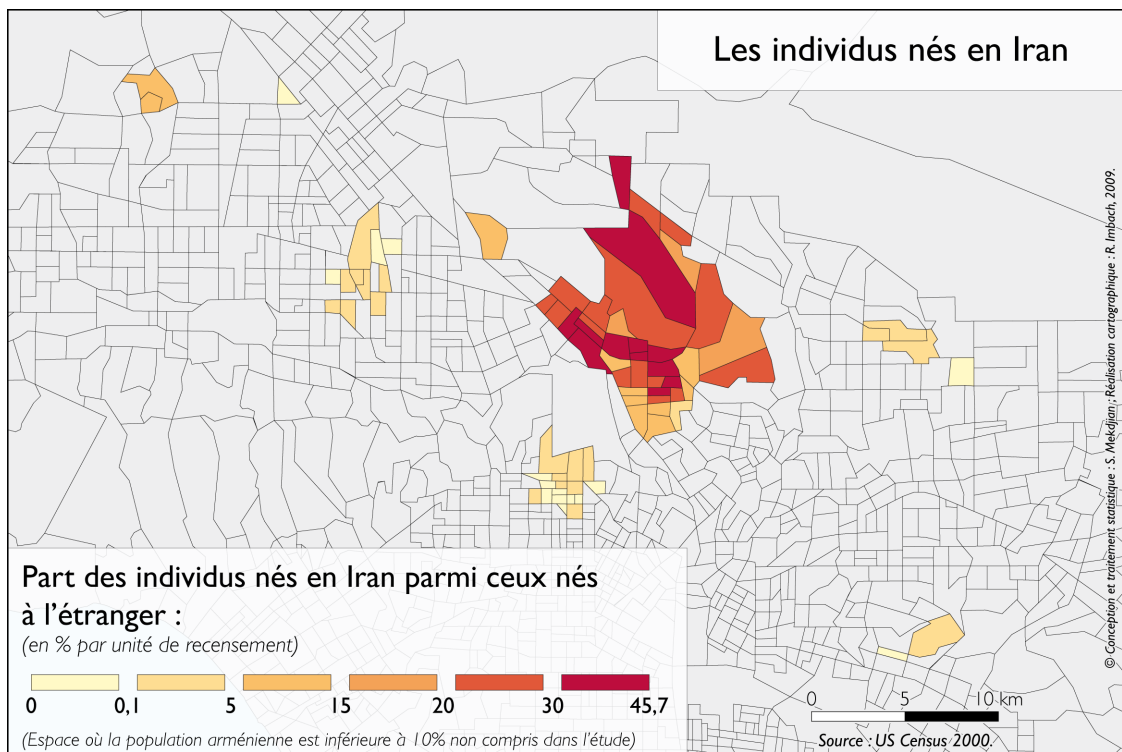 Les individus nés en Iran
© Conception et traitement statistique : S. Mekdjian ; Réalisation cartographique : R. Imbach, 2009.
Part des individus nés en Iran parmi ceux nés
à l'étranger :
(en % par unité de recensement)
0 0,1 5 15 20 30 45,7
(Espace où la population arménienne est inférieure à 10% non compris dans l'étude)
0 5 10 km
Source : US Census 2000.